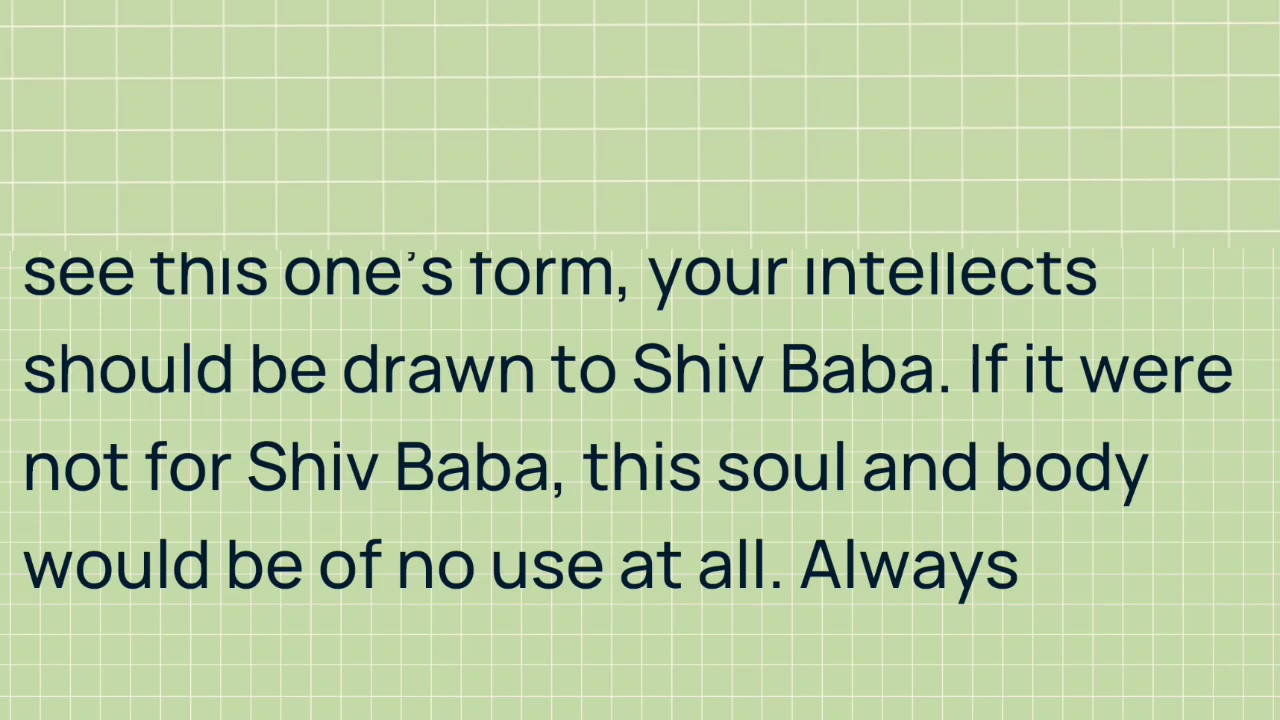 see this one's form, your intellects
should be drawn to Shiv Baba. If it were
not for Shiv Baba, this soul and body
would be of no use at all. Always